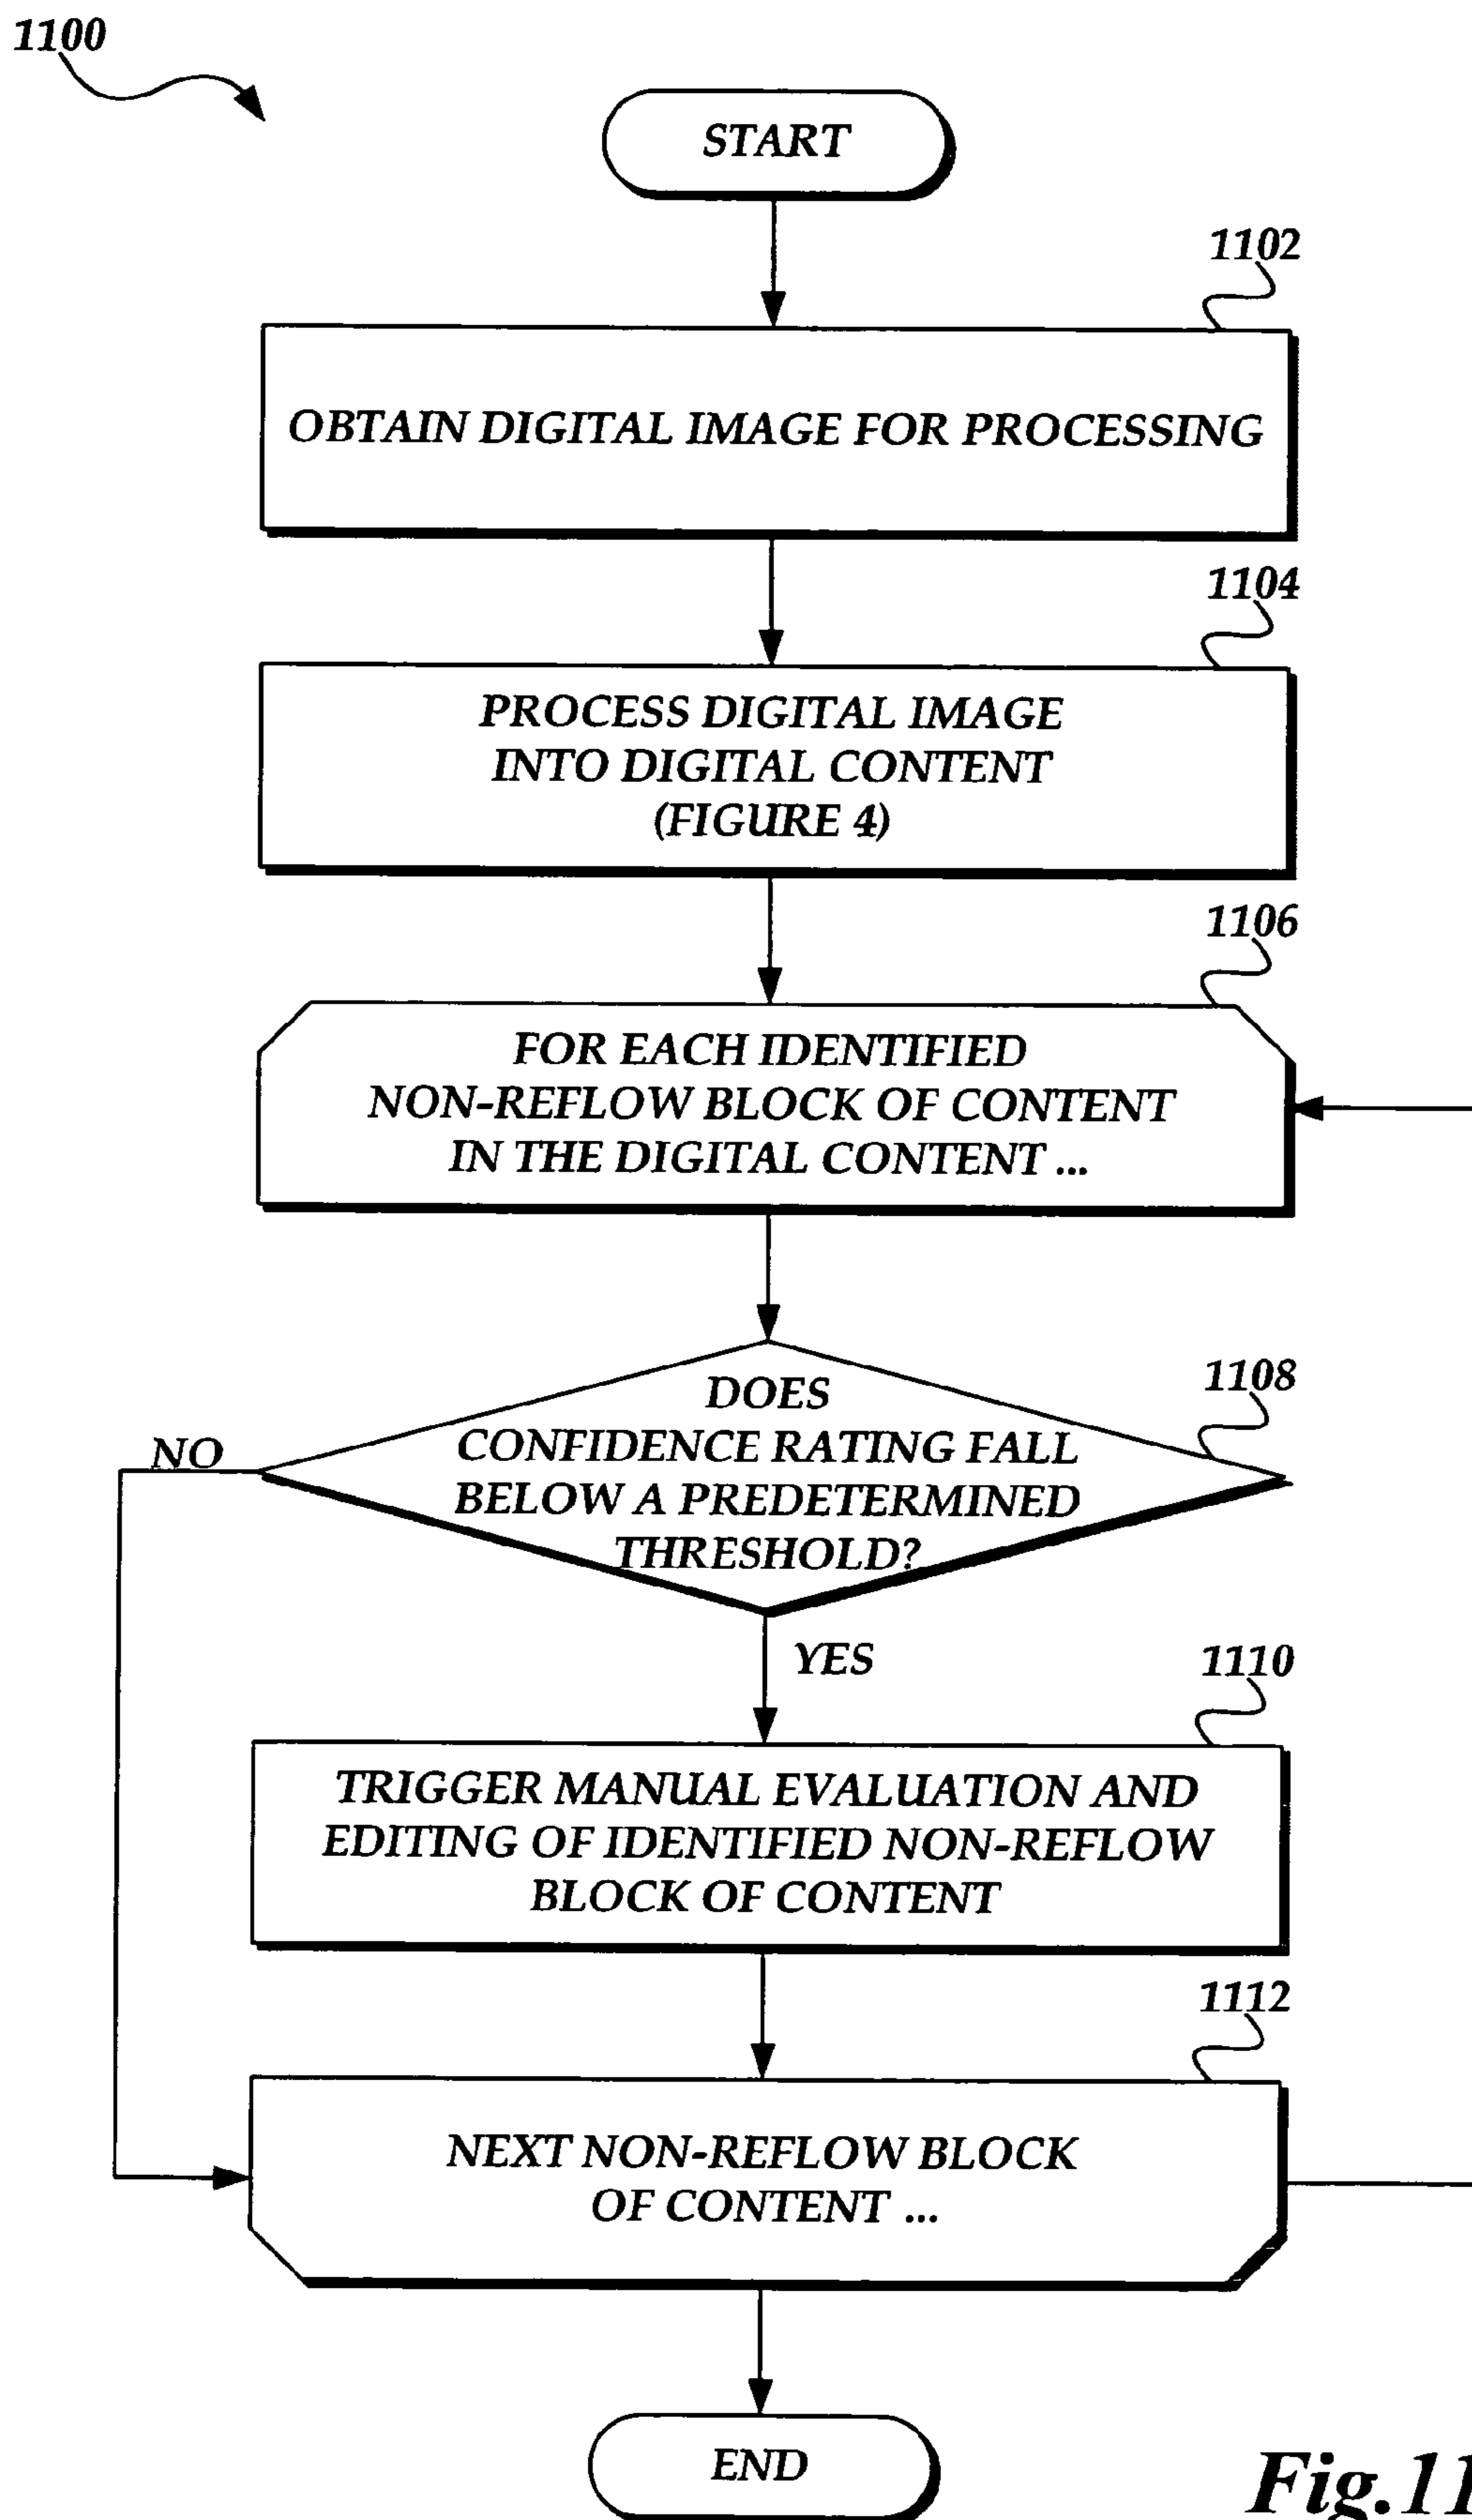 1100
START
1102
OBTAIN DIGITAL IMAGE FOR PROCESSING
1104
PROCESS DIGITAL IMAGE
INTO DIGITAL CONTENT
(FIGURE 4)
1106
FOR EACH IDENTIFIED
NON-REFLOW BLOCK OF CONTENT
IN THE DIGITAL CONTENT ...
1108
DOES
CONFIDENCE RATING FALL
BELOW A PREDETERMINED
THRESHOLD?
NO
YES
1110
TRIGGER MANUAL EVALUATION AND
EDITING OF IDENTIFIED NON-REFLOW
BLOCK OF CONTENT
1112
NEXT NON-REFLOW BLOCK
OF CONTENT ...
END
Fig.11